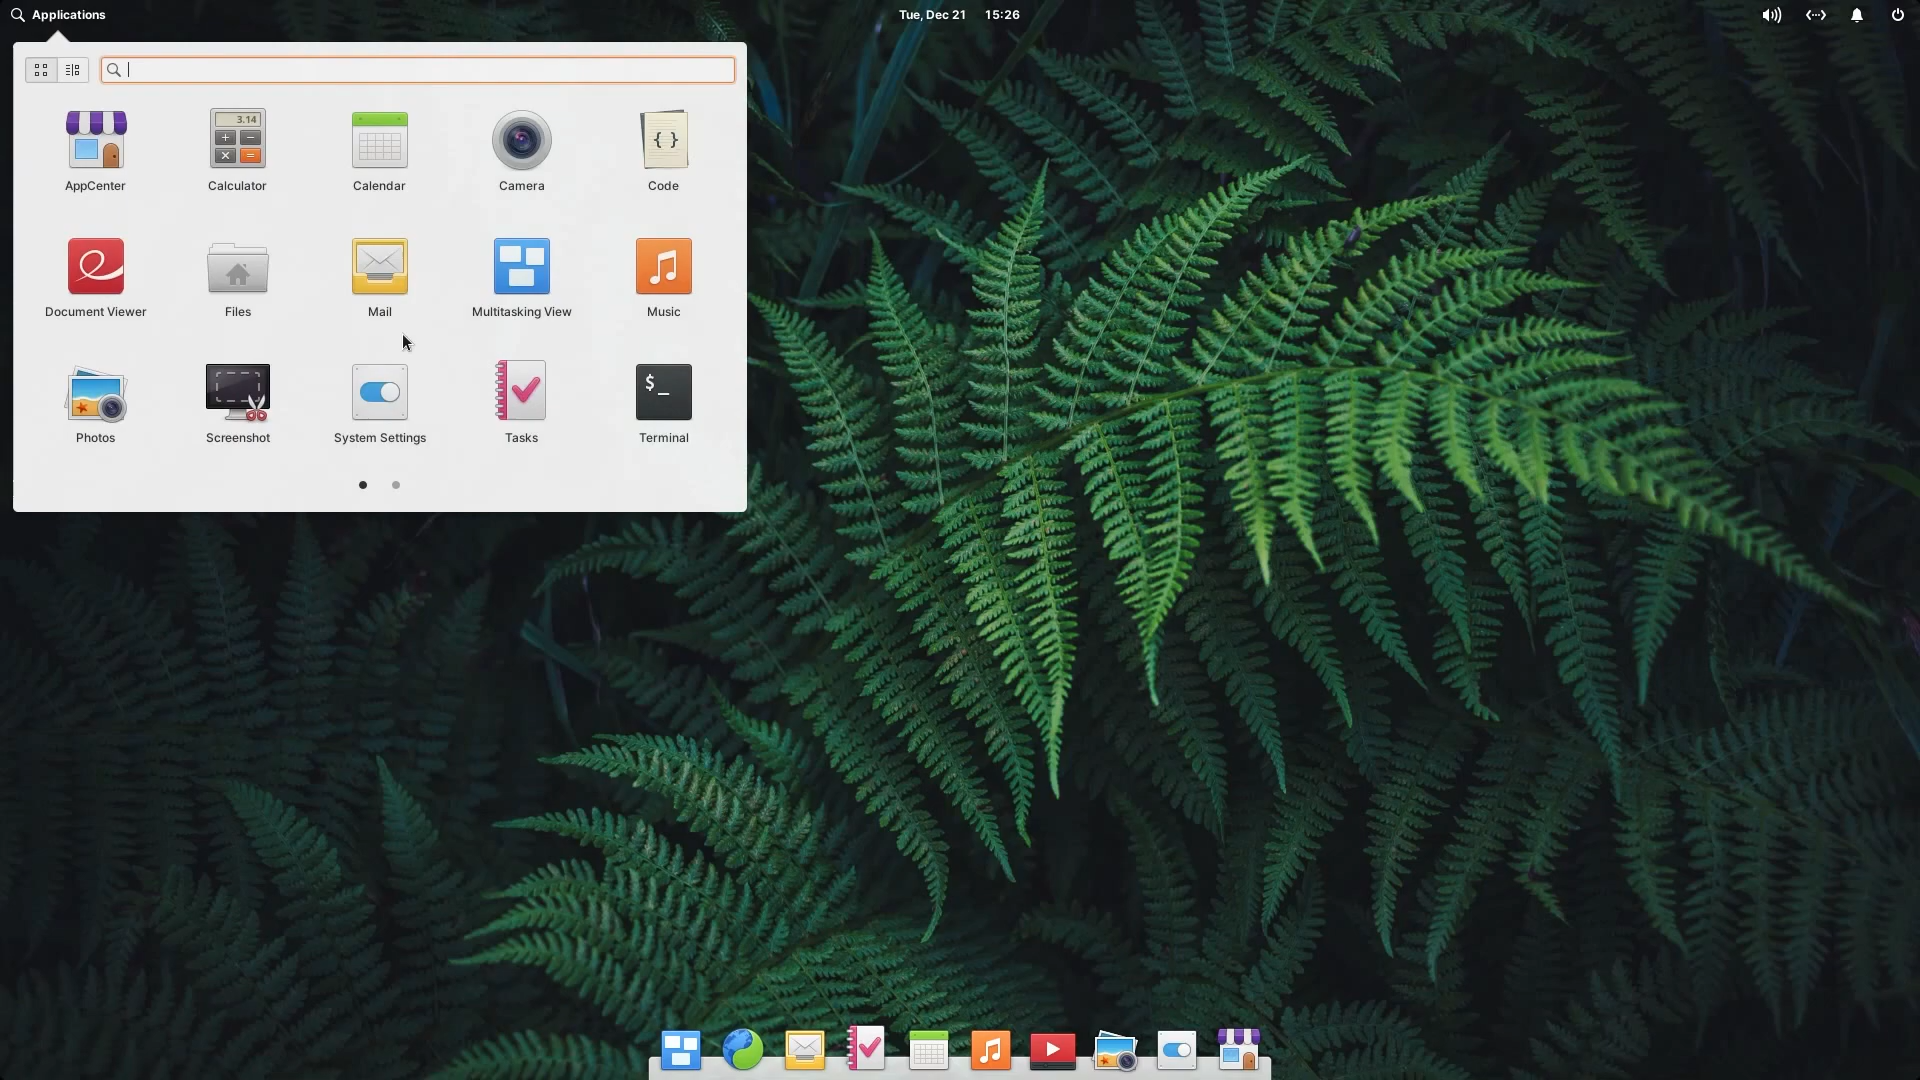 Applications
Tue, Dec 21 15:26
3.14
+ −
× =
{ }
AppCenter
Calculator
Calendar
Camera
Code
Document Viewer
Files
Mail
Multitasking View
Music
$_
Photos
Screenshot
System Settings
Tasks
Terminal